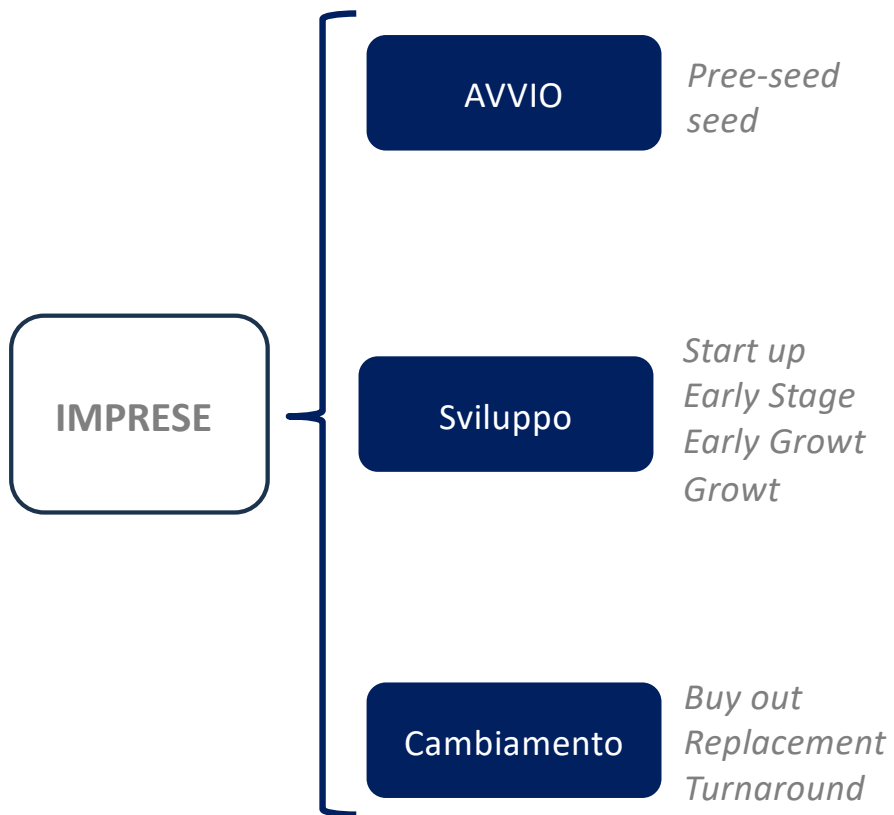 AVVIO
Pree-seed
seed
IMPRESE
Sviluppo
Start up
Early Stage
Early Growt
Growt
Cambiamento
Buy out
Replacement
Turnaround